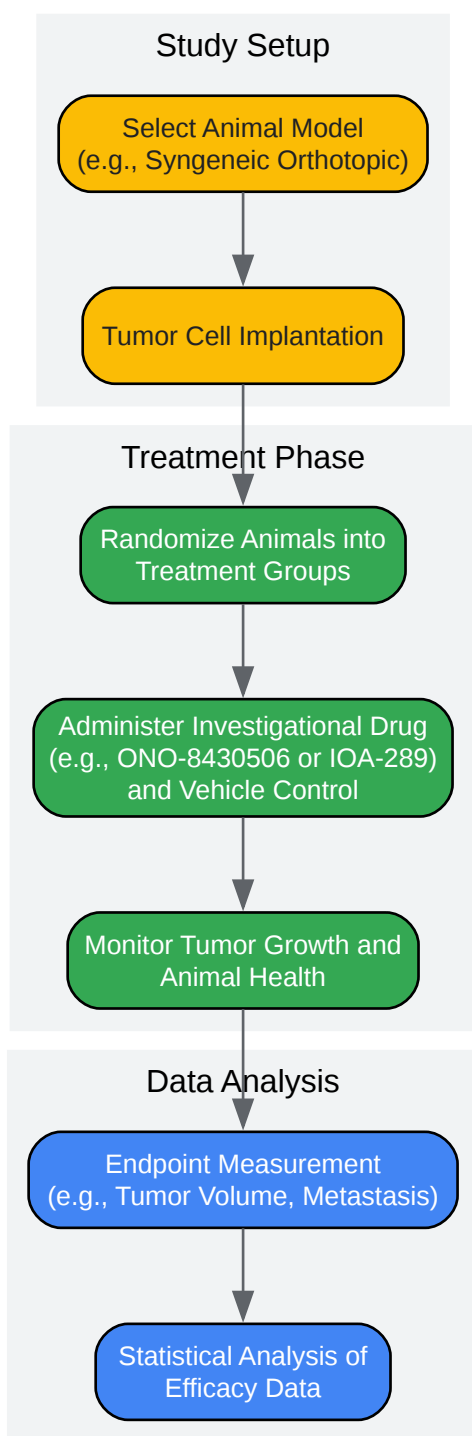 Study Setup
Select Animal Model
(e.g., Syngeneic Orthotopic)
Tumor Cell Implantation
Treatment Phase
Randomize Animals into
Treatment Groups
Administer Investigational Drug
(e.g., ONO-8430506 or IOA-289)
and Vehicle Control
Monitor Tumor Growth and
Animal Health
Data Analysis
Endpoint Measurement
(e.g., Tumor Volume, Metastasis)
Statistical Analysis of
Efficacy Data